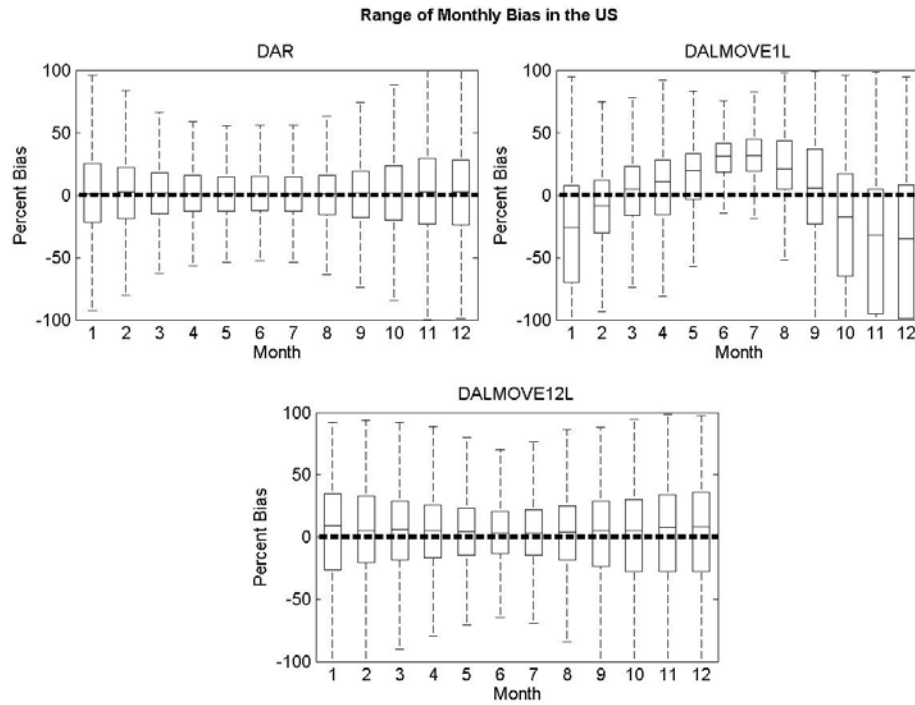 Range of Monthly Bias in the US
DAR
100
50
0
-50
-100
Percent Bias
1 2 3 4 5 6 7 8 9 10 11 12
Month
DALMOVE1L
100
50
0
-50
-100
Percent Bias
1 2 3 4 5 6 7 8 9 10 11 12
Month
DALMOVE12L
100
50
0
-50
-100
Percent Bias
1 2 3 4 5 6 7 8 9 10 11 12
Month